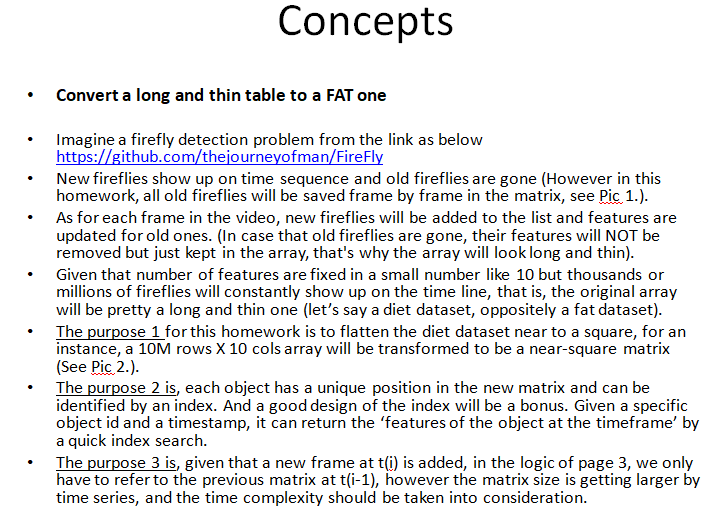 Concepts
• Convert a long and thin table to a FAT one
• Imagine a firefly detection problem from the link as below
https://github.com/thejourneyofman/FireFly
• New fireflies show up on time sequence and old fireflies are gone (However in this
homework, all old fireflies will be saved frame by frame in the matrix, see Pic 1.).
• As for each frame in the video, new fireflies will be added to the list and features are
updated for old ones. (In case that old fireflies are gone, their features will NOT be
removed but just kept in the array, that's why the array will look long and thin).
• Given that number of features are fixed in a small number like 10 but thousands or
millions of fireflies will constantly show up on the time line, that is, the original array
will be pretty a long and thin one (let’s say a diet dataset, oppositely a fat dataset).
• The purpose 1 for this homework is to flatten the diet dataset near to a square, for an
instance, a 10M rows X 10 cols array will be transformed to be a near-square matrix
(See Pic 2.).
• The purpose 2 is, each object has a unique position in the new matrix and can be
identified by an index. And a good design of the index will be a bonus. Given a specific
object id and a timestamp, it can return the ‘features of the object at the timeframe’ by
a quick index search.
• The purpose 3 is, given that a new frame at t(i) is added, in the logic of page 3, we only
have to refer to the previous matrix at t(i-1), however the matrix size is getting larger by
time series, and the time complexity should be taken into consideration.